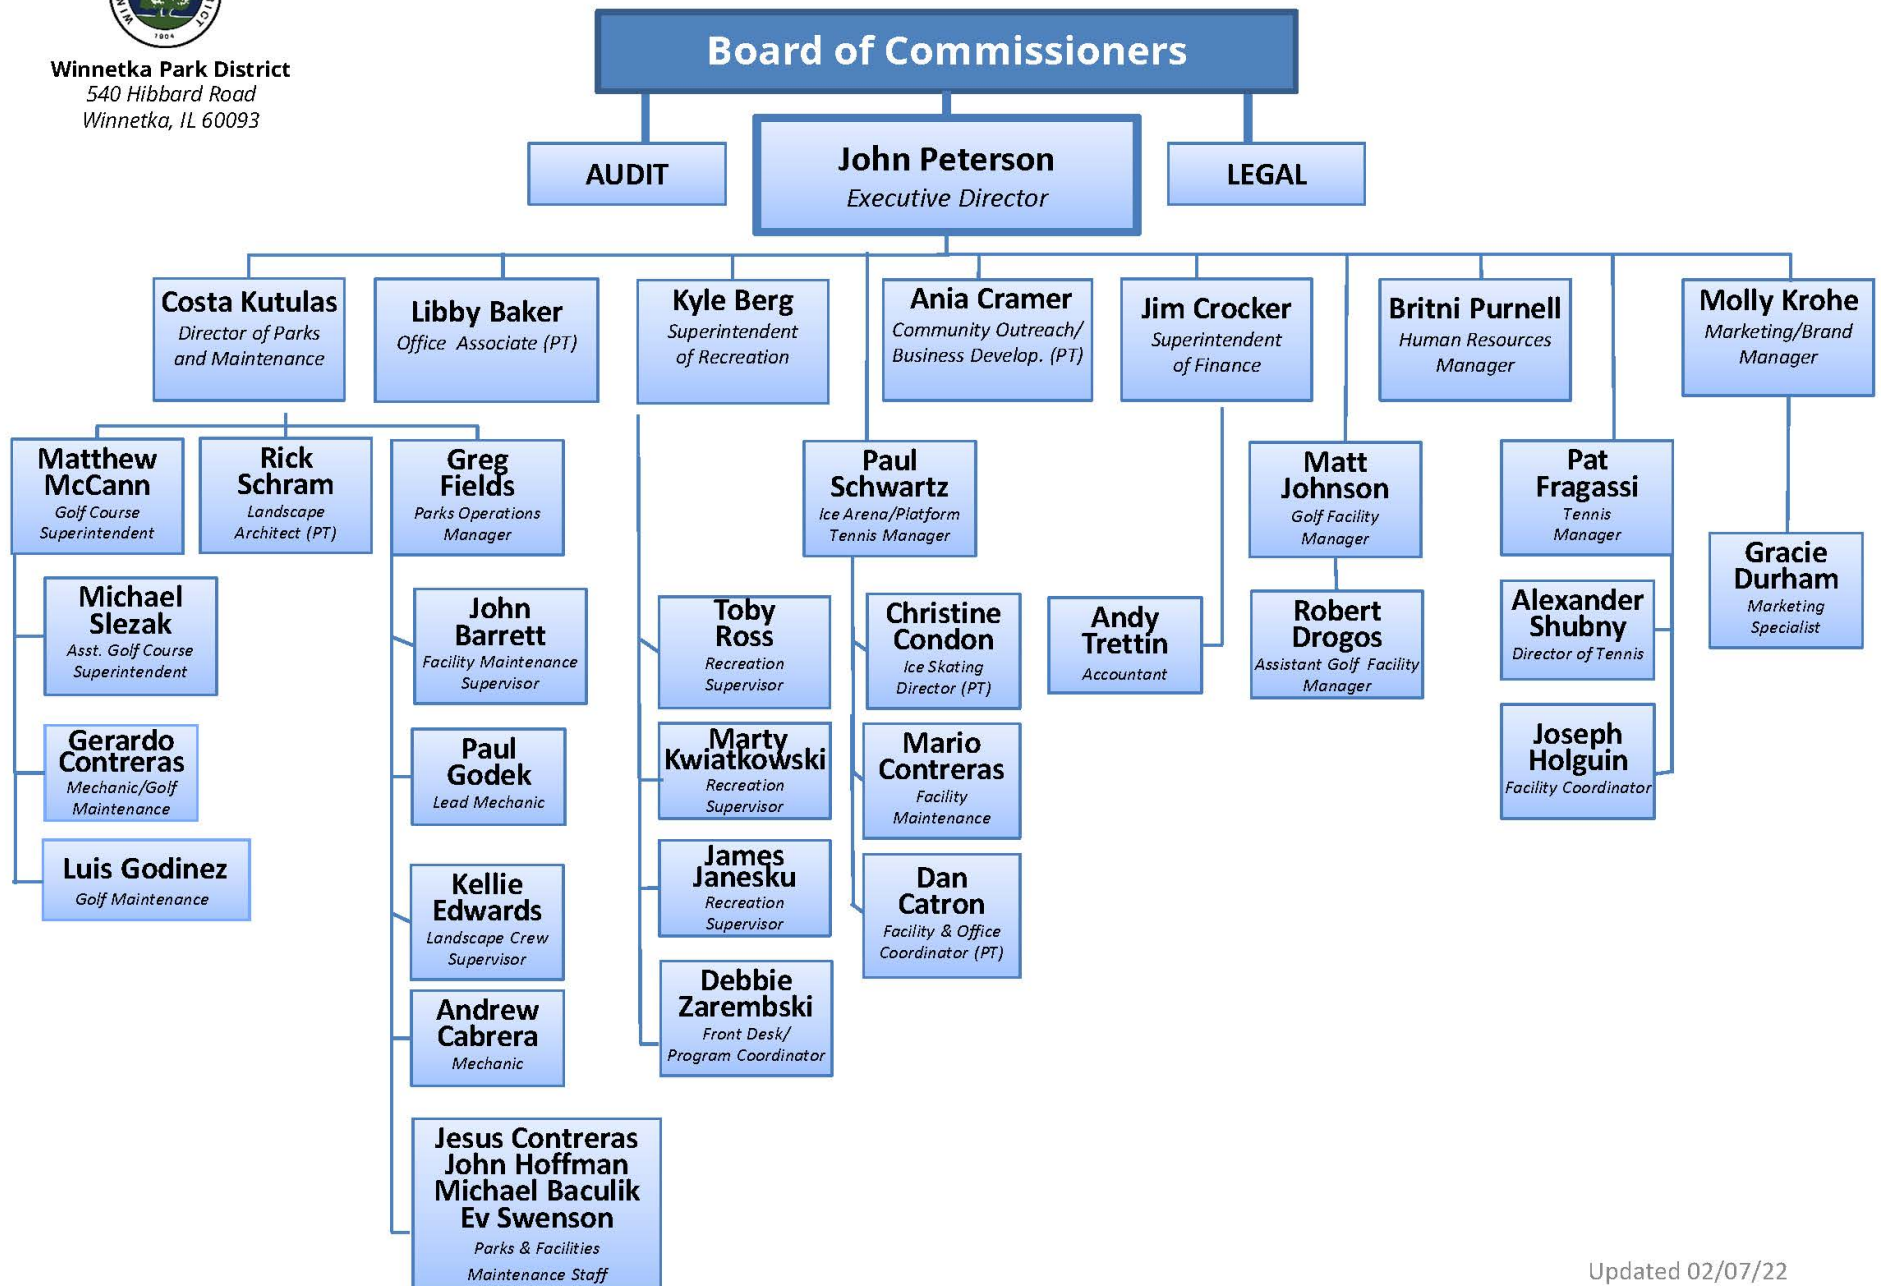 WIN
RICT
1904
Winnetka Park District
540 Hibbard Road
Winnetka, IL 60093
Board of Commissioners
AUDIT
John Peterson
Executive Director
LEGAL
Costa Kutulas
Director of Parks
and Maintenance
Libby Baker
Office Associate (PT)
Kyle Berg
Superintendent
of Recreation
Ania Cramer
Community Outreach/
Business Develop. (PT)
Jim Crocker
Superintendent
of Finance
Britni Purnell
Human Resources
Manager
Molly Krohe
Marketing/Brand
Manager
Matthew
McCann
Golf Course
Superintendent
Rick
Schram
Landscape
Architect (PT)
Greg
Fields
Parks Operations
Manager
Paul
Schwartz
Ice Arena/Platform
Tennis Manager
Matt
Johnson
Golf Facility
Manager
Pat
Fragassi
Tennis
Manager
Gracie
Durham
Marketing
Specialist
Michael
Slezak
Asst. Golf Course
Superintendent
John
Barrett
Facility Maintenance
Supervisor
Toby
Ross
Recreation
Supervisor
Christine
Condon
Ice Skating
Director (PT)
Andy
Trettin
Accountant
Robert
Drogos
Assistant Golf Facility
Manager
Alexander
Shubny
Director of Tennis
Gerardo
Contreras
Mechanic/Golf
Maintenance
Paul
Godek
Lead Mechanic
Marty
Kwiatkowski
Recreation
Supervisor
Mario
Contreras
Facility
Maintenance
Joseph
Holguin
Facility Coordinator
Luis Godinez
Golf Maintenance
Kellie
Edwards
Landscape Crew
Supervisor
James
Janesku
Recreation
Supervisor
Dan
Catron
Facility & Office
Coordinator (PT)
Andrew
Cabrera
Mechanic
Debbie
Zarembski
Front Desk/
Program Coordinator
Jesus Contreras
John Hoffman
Michael Baculik
Ev Swenson
Parks & Facilities
Maintenance Staff
Updated 02/07/22